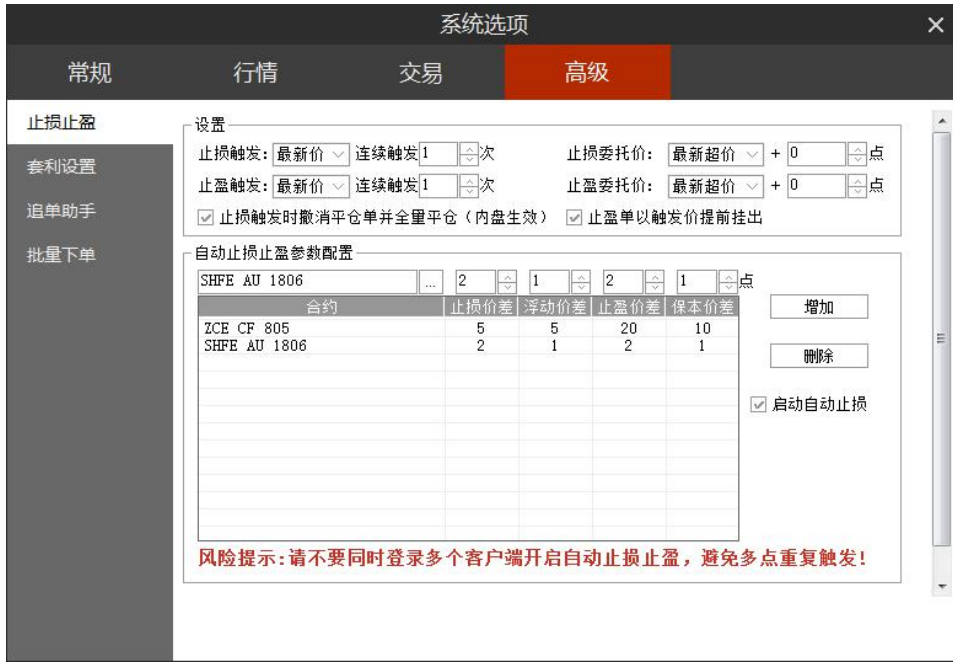 系统选项
常规 行情 交易 高级
止损止盈
套利设置
追单助手
批量下单
设置
止损触发: 最新价 连续触发 1 次 止损委托价: 最新超价 + 0 点
止盈触发: 最新价 连续触发 1 次 止盈委托价: 最新超价 + 0 点
止损触发时撤消平仓单并全量平仓（内盘生效） 止盈单以触发价提前挂出
自动止损止盈参数配置
SHFE AU 1806 ... 2 1 2 1 点
合约 止损价差 浮动价差 止盈价差 保本价差
ZCE CF 805 5 5 20 10
SHFE AU 1806 2 1 2 1
增加
删除
启动自动止损
风险提示:请不要同时登录多个客户端开启自动止损止盈，避免多点重复触发!